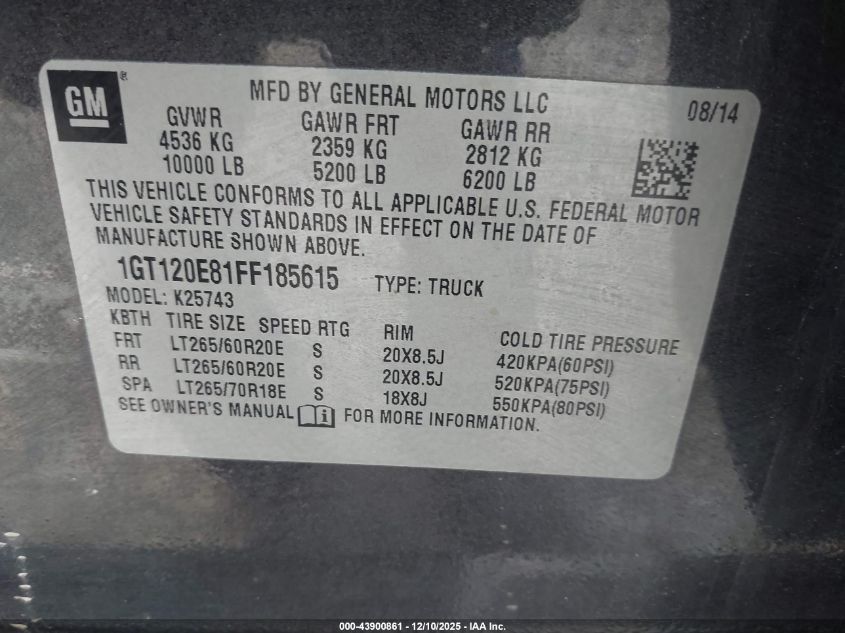 GM
®
MFD BY GENERAL MOTORS LLC
08/14
GVWR GAWR FRT GAWR RR
4536 KG 2359 KG 2812 KG
10000 LB 5200 LB 6200 LB
THIS VEHICLE CONFORMS TO ALL APPLICABLE U.S. FEDERAL MOTOR
VEHICLE SAFETY STANDARDS IN EFFECT ON THE DATE OF
MANUFACTURE SHOWN ABOVE.
1GT120E81FF185615 TYPE: TRUCK
MODEL: K25743
KBTH TIRE SIZE SPEED RTG RIM COLD TIRE PRESSURE
FRT LT265/60R20E S 20X8.5J 420KPA(60PSI)
RR LT265/60R20E S 20X8.5J 520KPA(75PSI)
SPA LT265/70R18E S 18X8J 550KPA(80PSI)
SEE OWNER'S MANUAL i FOR MORE INFORMATION.
000-43900861 - 12/10/2025 - IAA Inc.